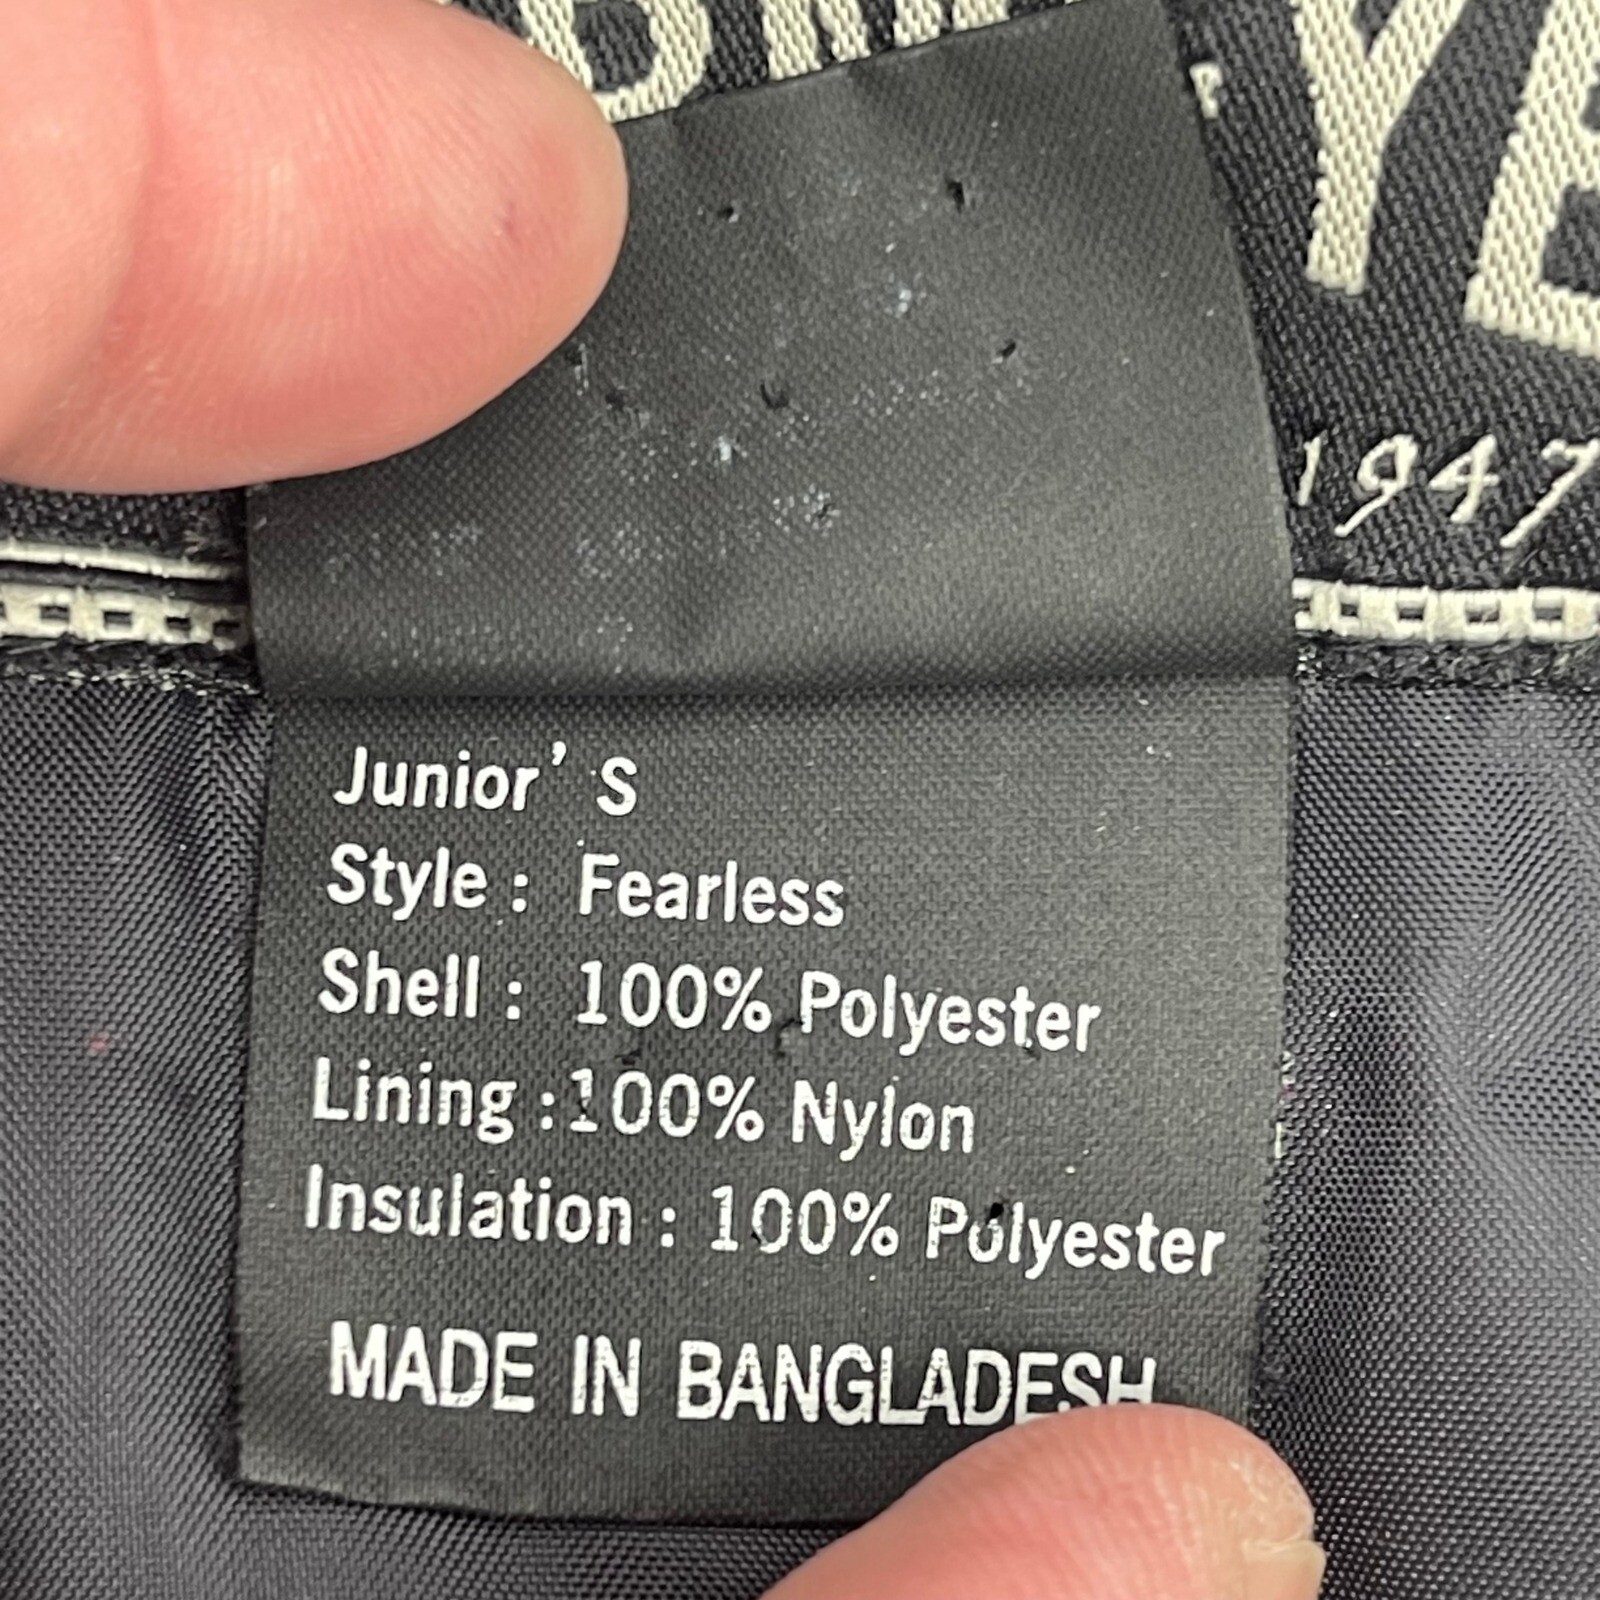 1947
Junior's
Style : Fearless
Shell : 100% Polyester
Lining :100% Nylon
Insulation : 100% Polyester
MADE IN BANGLADESH